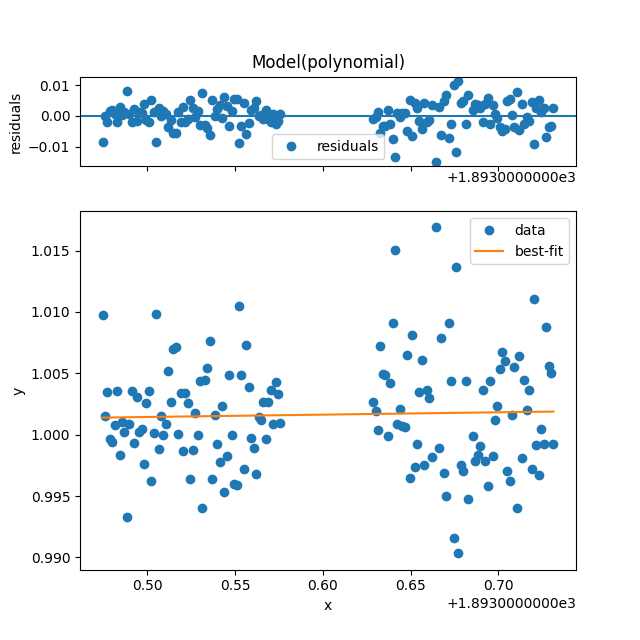 Model(polynomial)
0.01
0.00
−0.01
residuals
residuals
+1.8930000000e3
1.015
1.010
1.005
1.000
0.995
0.990
y
data
best-fit
0.50 0.55 0.60 0.65 0.70
x
+1.8930000000e3